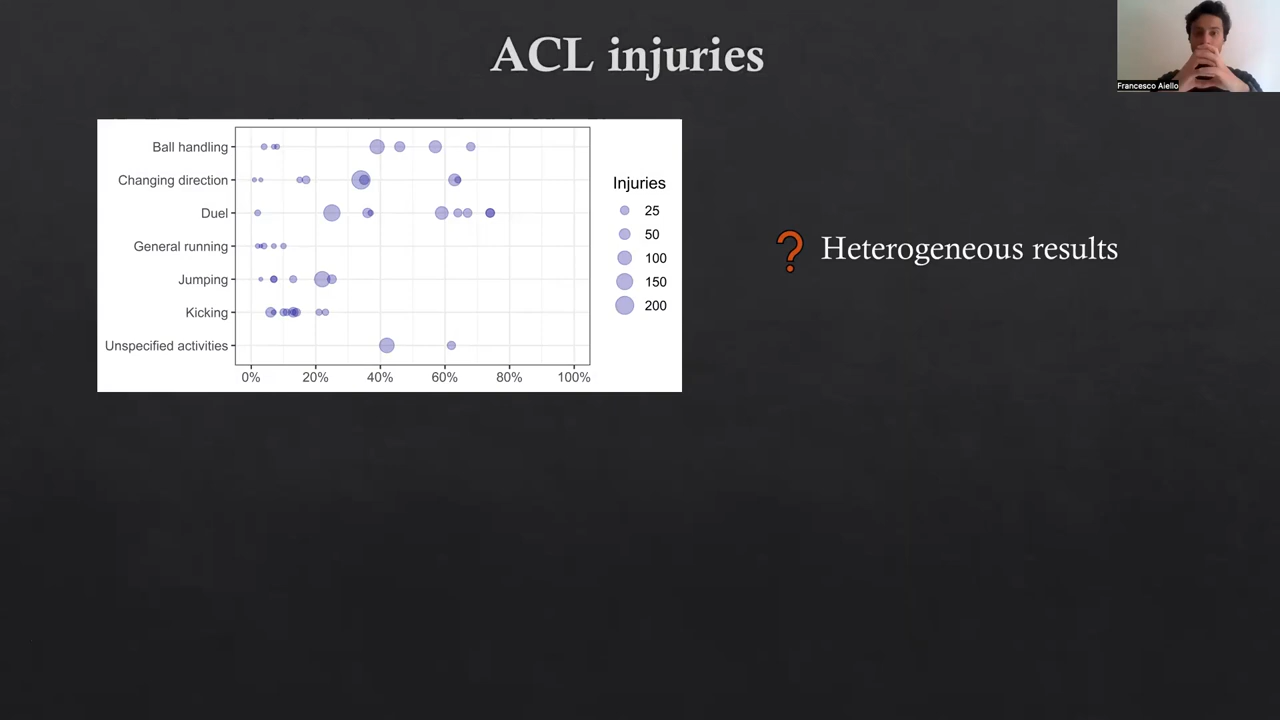 ACL injuries
Francesco Aiello
Ball handling
Changing direction
Duel
General running
Jumping
Kicking
Unspecified activities
0% 20% 40% 60% 80% 100%
Injuries
25
50
100
150
200
? Heterogeneous results